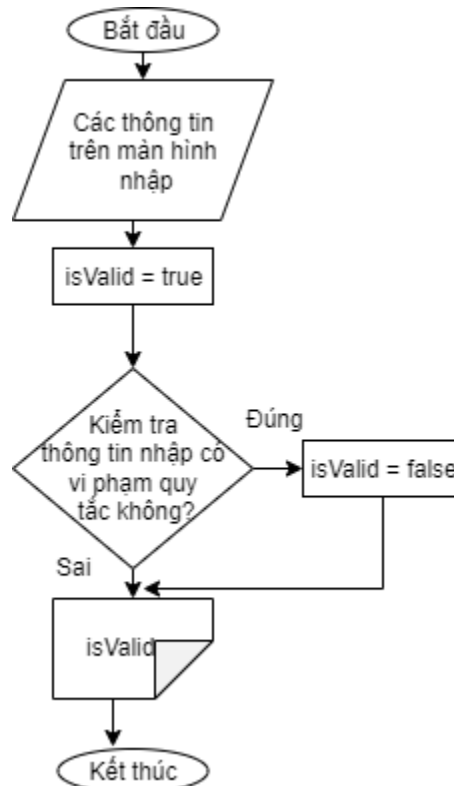 Bắt đầu
Các thông tin
trên màn hình
nhập
isValid = true
Kiểm tra
thông tin nhập có
vi phạm quy
tắc không?
Đúng
isValid = false
Sai
isValid
Kết thúc